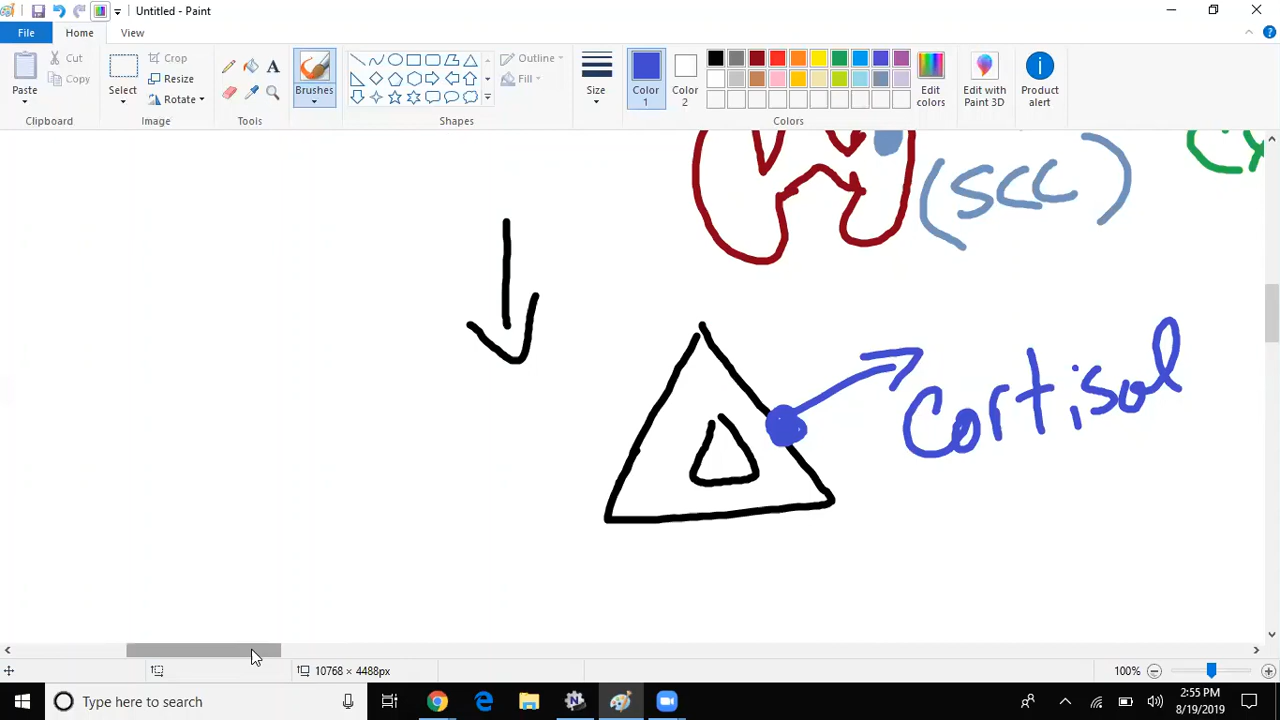 Untitled - Paint
File
Home
View
Paste
Cut
Copy
Clipboard
Select
Crop
Resize
Rotate
Image
Tools
Brushes
Outline
Fill
Shapes
Size
Color 1
Color 2
Edit colors
Edit with Paint 3D
Product alert
Colors
(SCC)
Cortisol
10768 × 4488px
100%
Type here to search
2:55 PM
8/19/2019